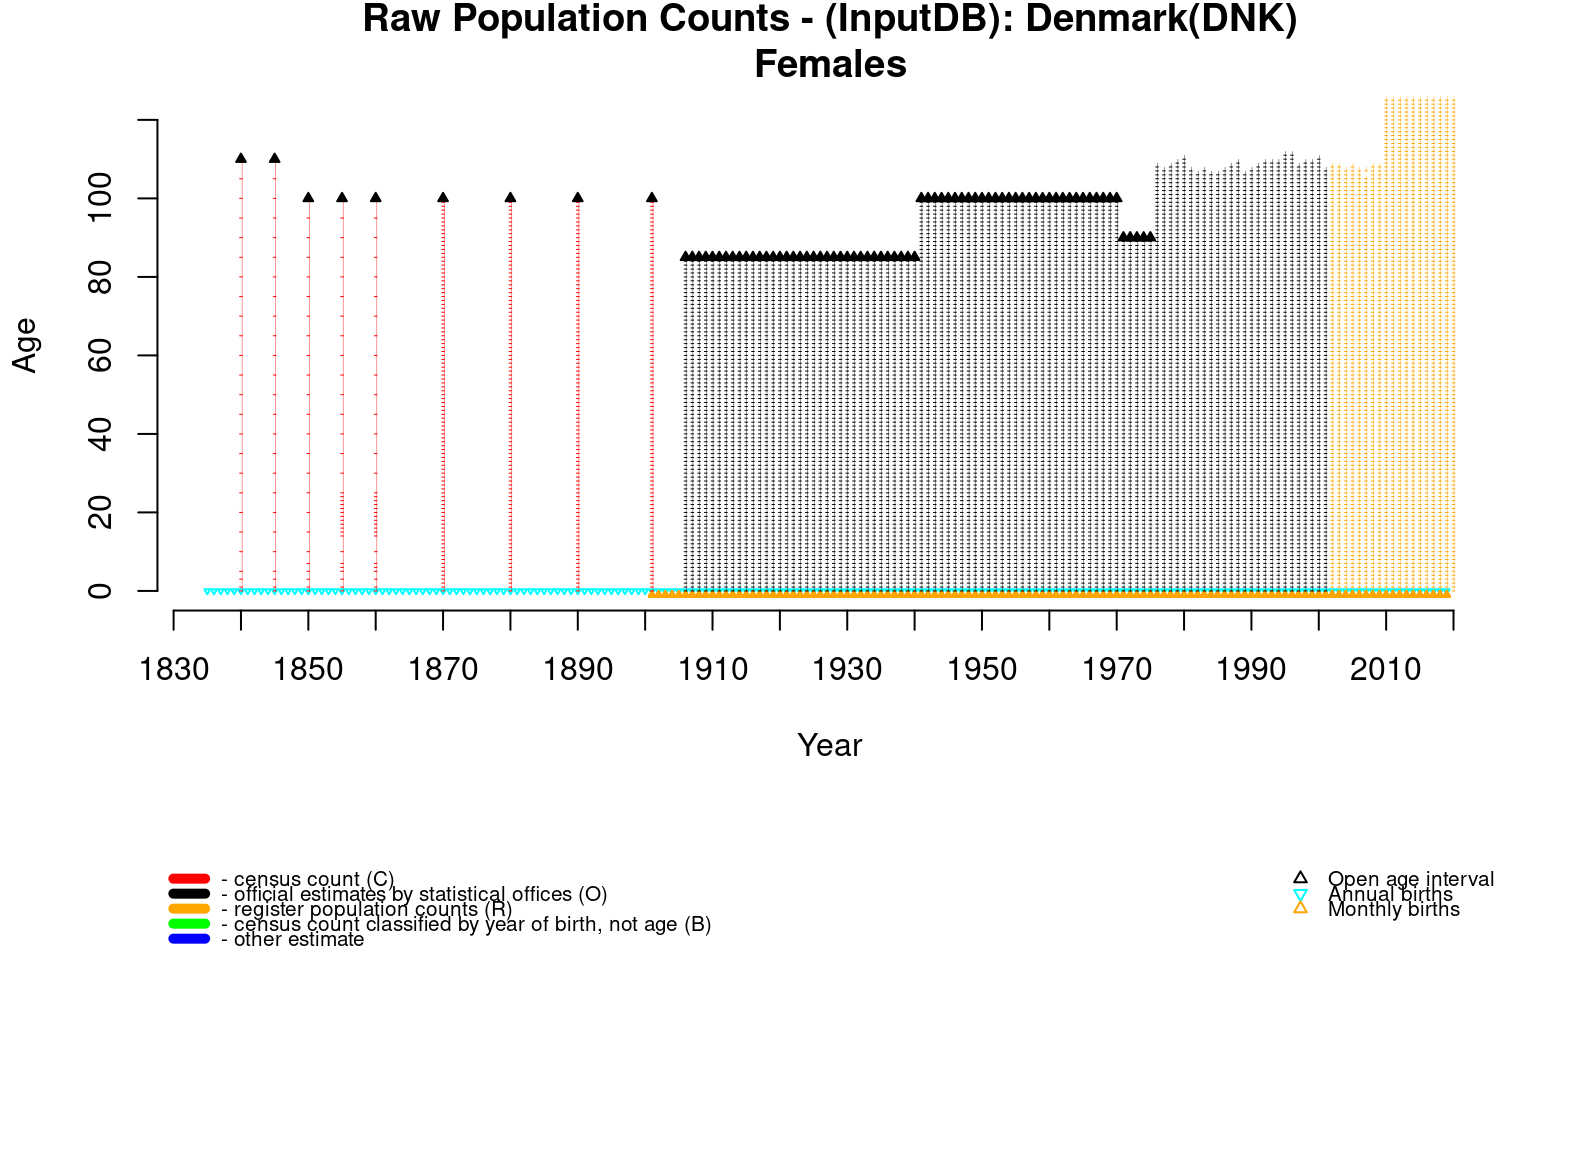 Raw Population Counts - (InputDB): Denmark(DNK)
Females
Age
100
80
60
40
20
0
1830 1850 1870 1890 1910 1930 1950 1970 1990 2010
Year
- census count (C)
- official estimates by statistical offices (O)
- register population counts (R)
- census count classified by year of birth, not age (B)
- other estimate
Open age interval
Annual births
Monthly births